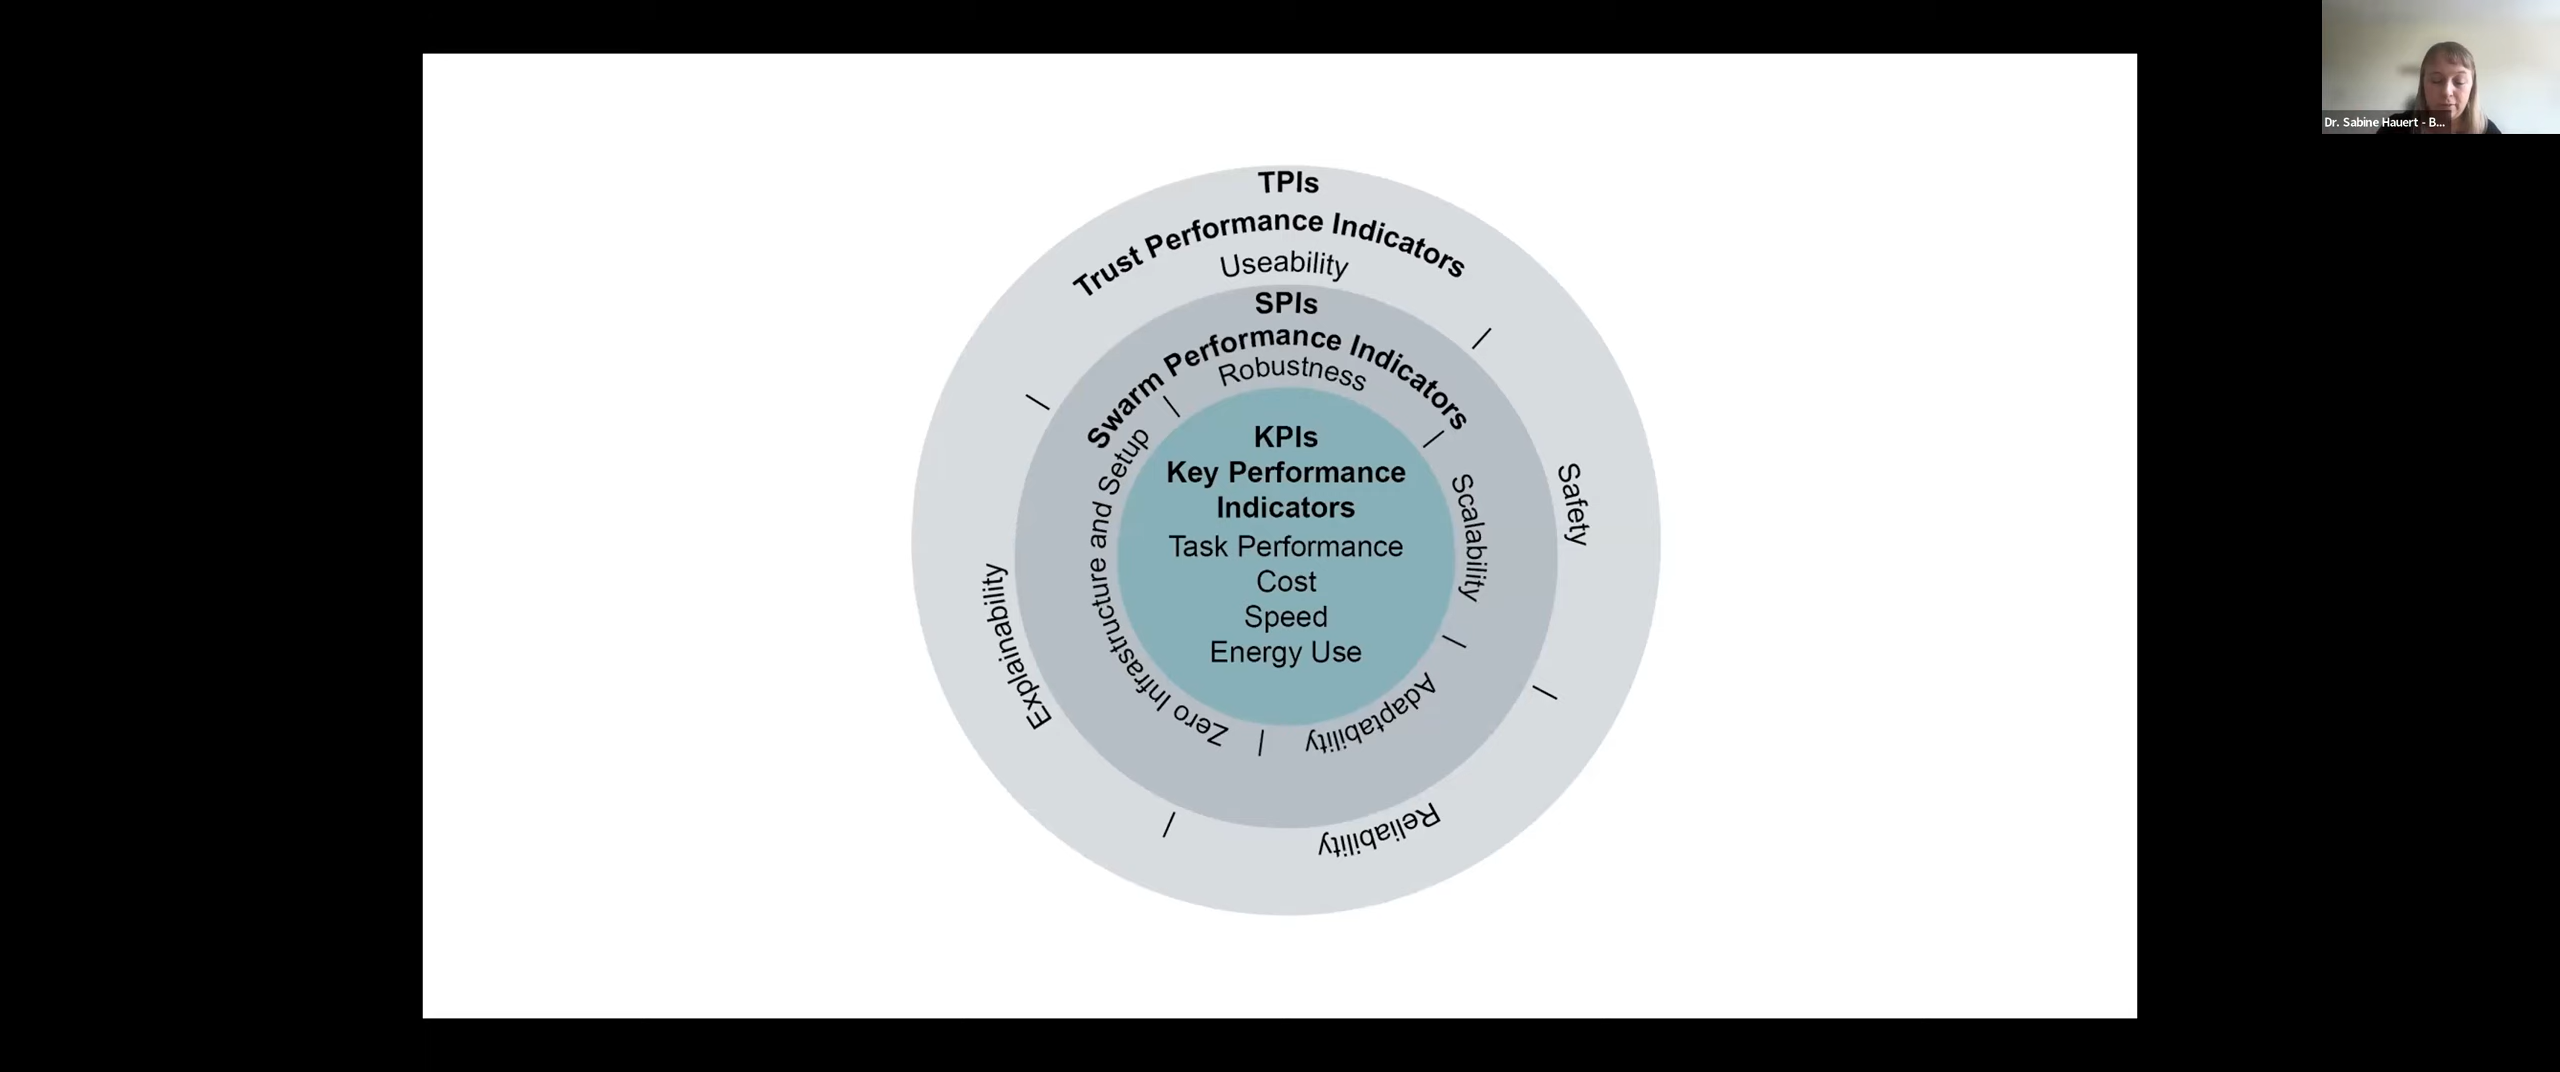 TPIs
Trust Performance Indicators
Useability
Safety
Reliability
Explainability
SPIs
Swarm Performance Indicators
Robustness
Scalability
Adaptability
Zero Infrastructure and Setup
KPIs
Key Performance
Indicators
Task Performance
Cost
Speed
Energy Use
Dr. Sabine Hauert - B...